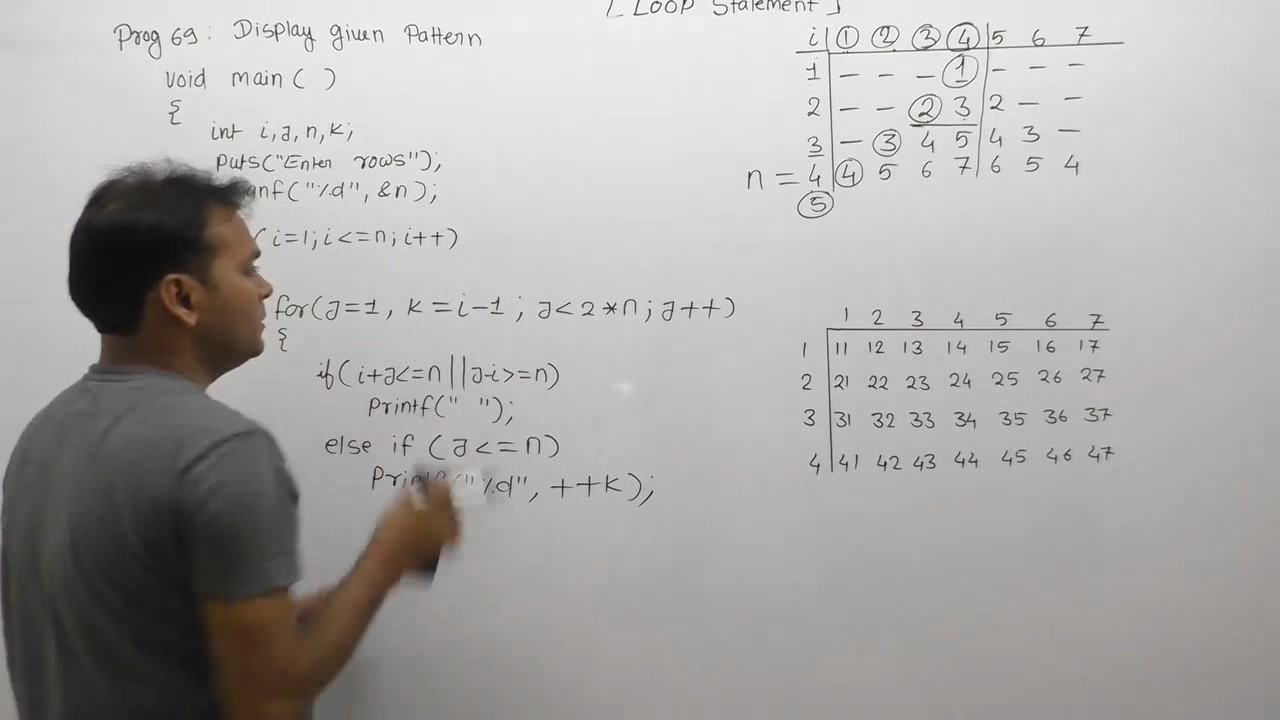 [ Loop Statement ]
Prog 69: Display given Pattern
void main( )
{
int i,J,n,k;
Puts("Enter rows");
anf("%d", &n);
( i=1; i<=n; i++)
for(J=1, k=i-1 ; J<2*n; J++)
{
if(i+J<=n||J-i>=n)
Printf(" ");
else if (J<=n)
Printf("%d", ++k);
i 1 2 3 4 5 6 7
1 - - - 1 - - -
2 - - 2 3 2 - -
3 - 3 4 5 4 3 -
n = 4 4 5 6 7 6 5 4
5
1 2 3 4 5 6 7
1 11 12 13 14 15 16 17
2 21 22 23 24 25 26 27
3 31 32 33 34 35 36 37
4 41 42 43 44 45 46 47